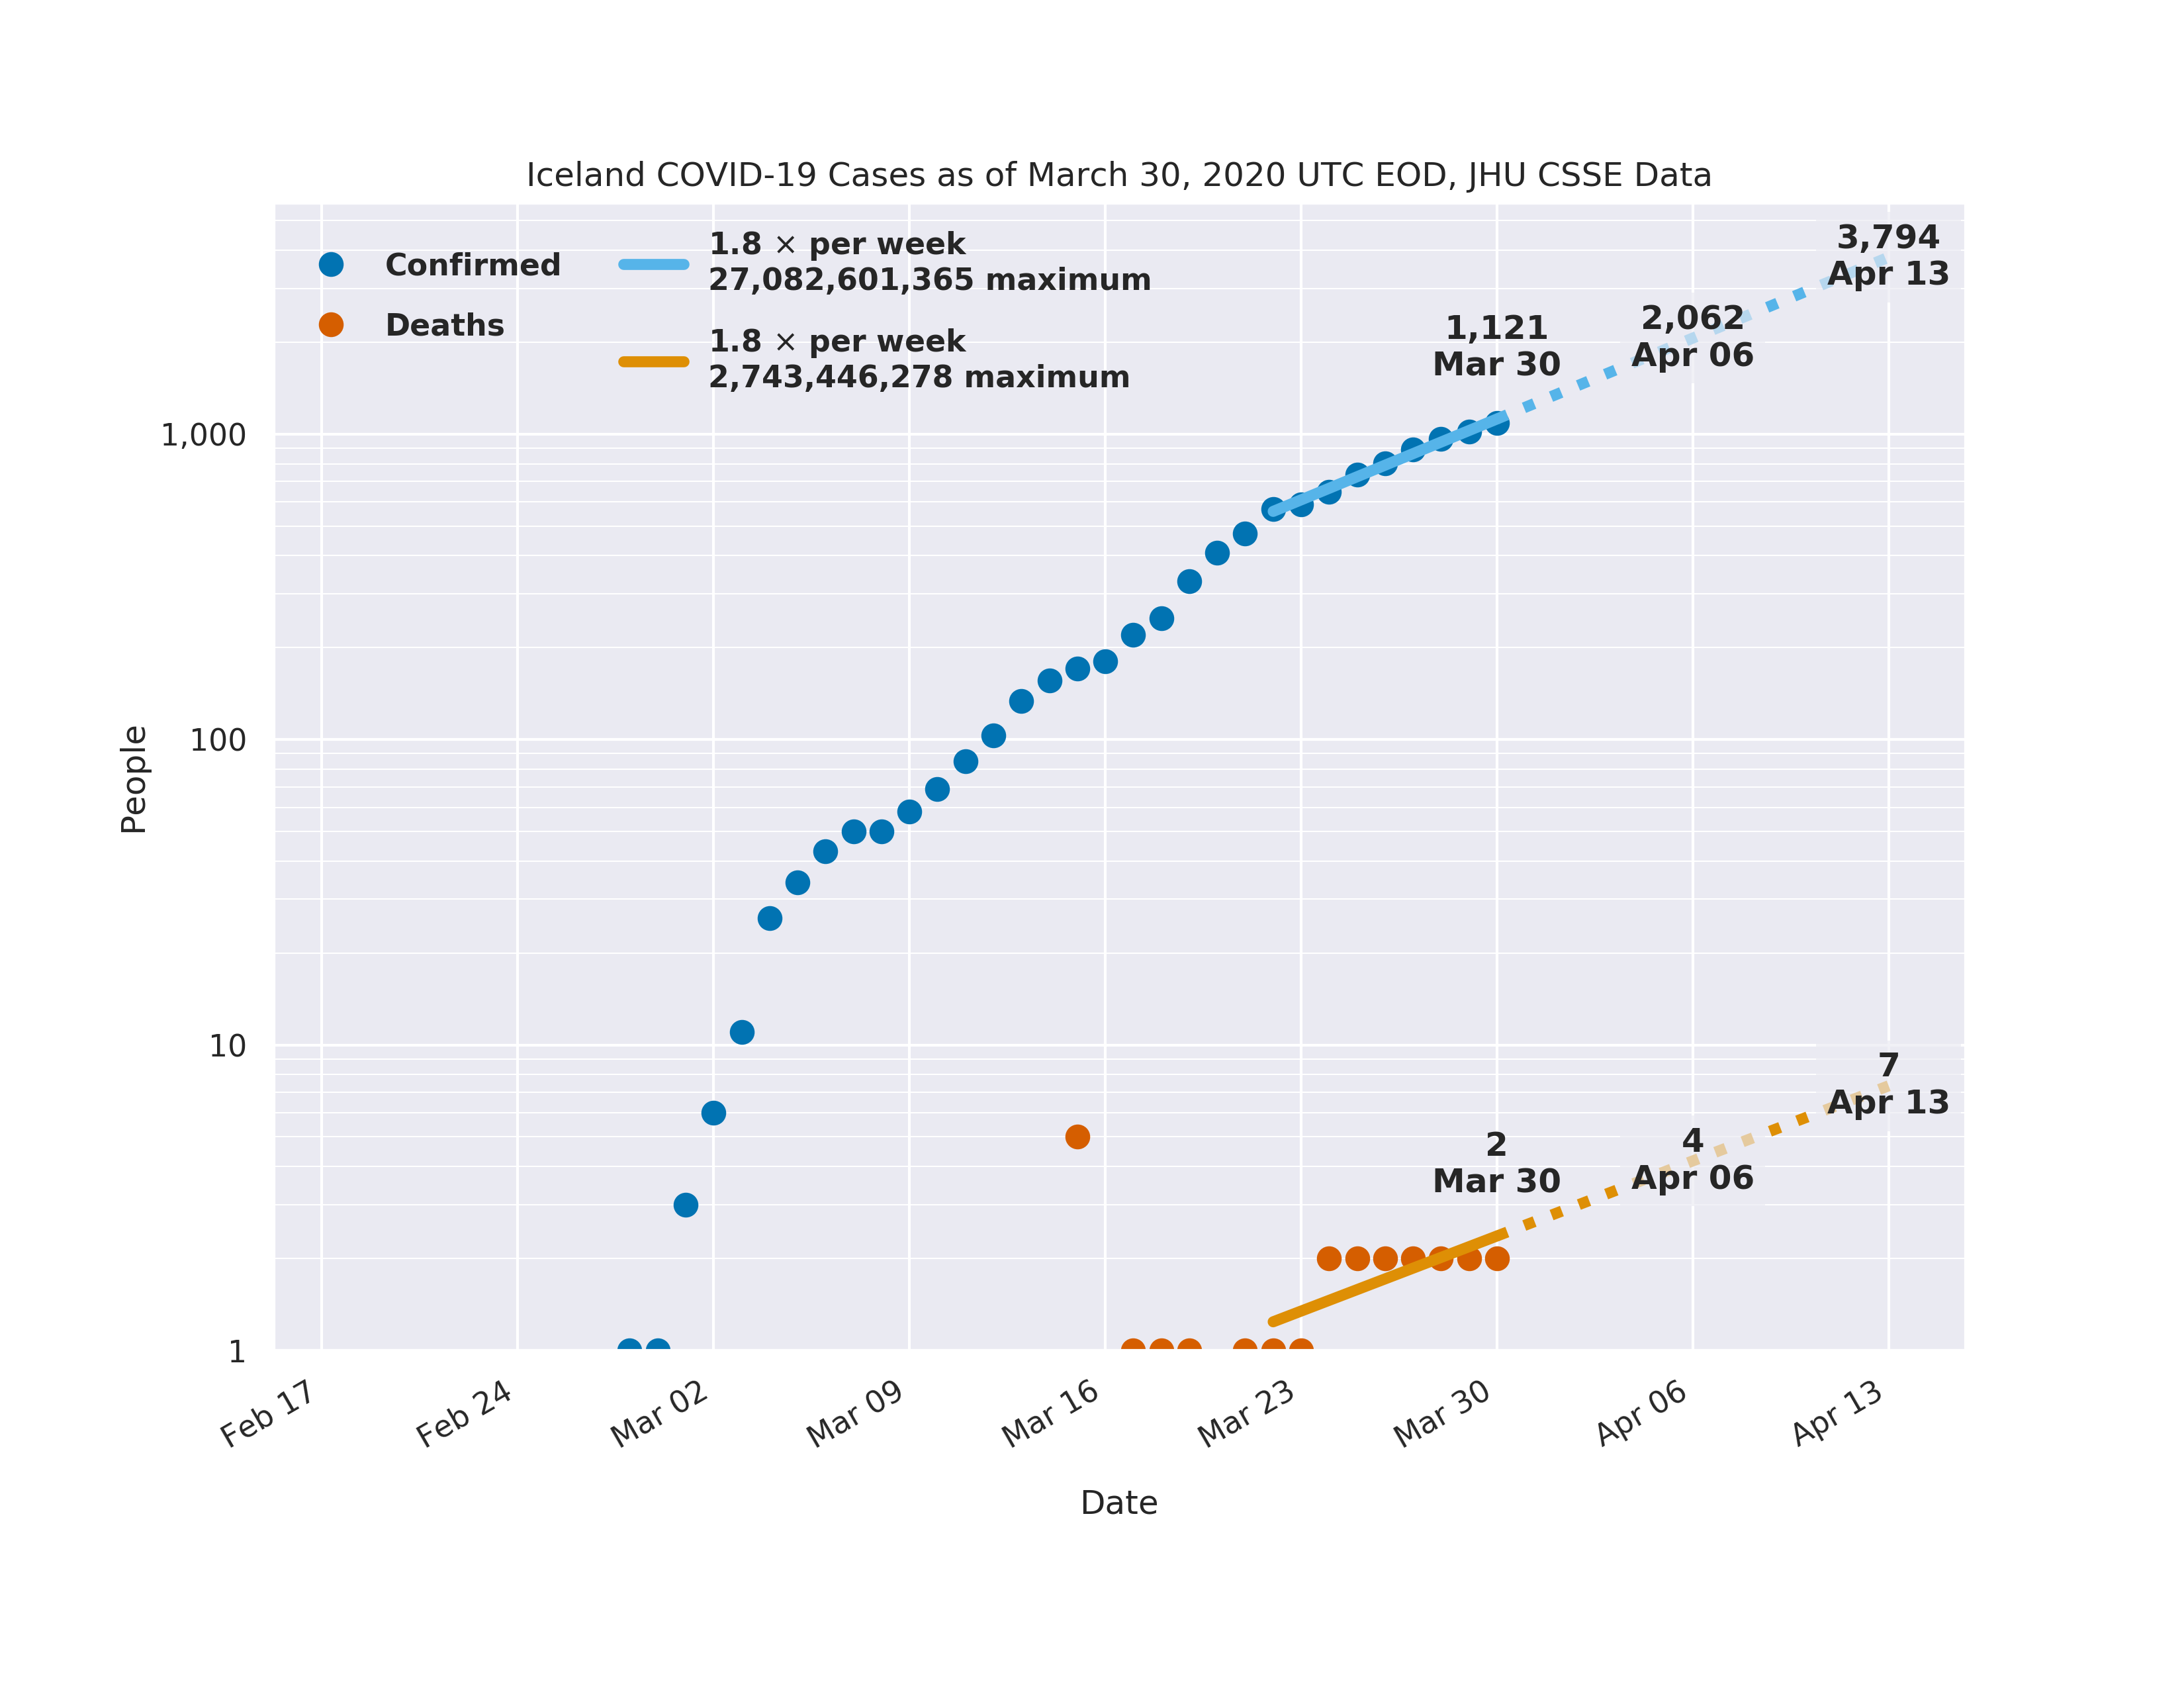 Iceland COVID-19 Cases as of March 30, 2020 UTC EOD, JHU CSSE Data
Confirmed
Deaths
1.8 × per week
27,082,601,365 maximum
1.8 × per week
2,743,446,278 maximum
1,121
Mar 30
2,062
Apr 06
3,794
Apr 13
2
Mar 30
4
Apr 06
7
Apr 13
People
1,000
100
10
1
Feb 17
Feb 24
Mar 02
Mar 09
Mar 16
Mar 23
Mar 30
Apr 06
Apr 13
Date